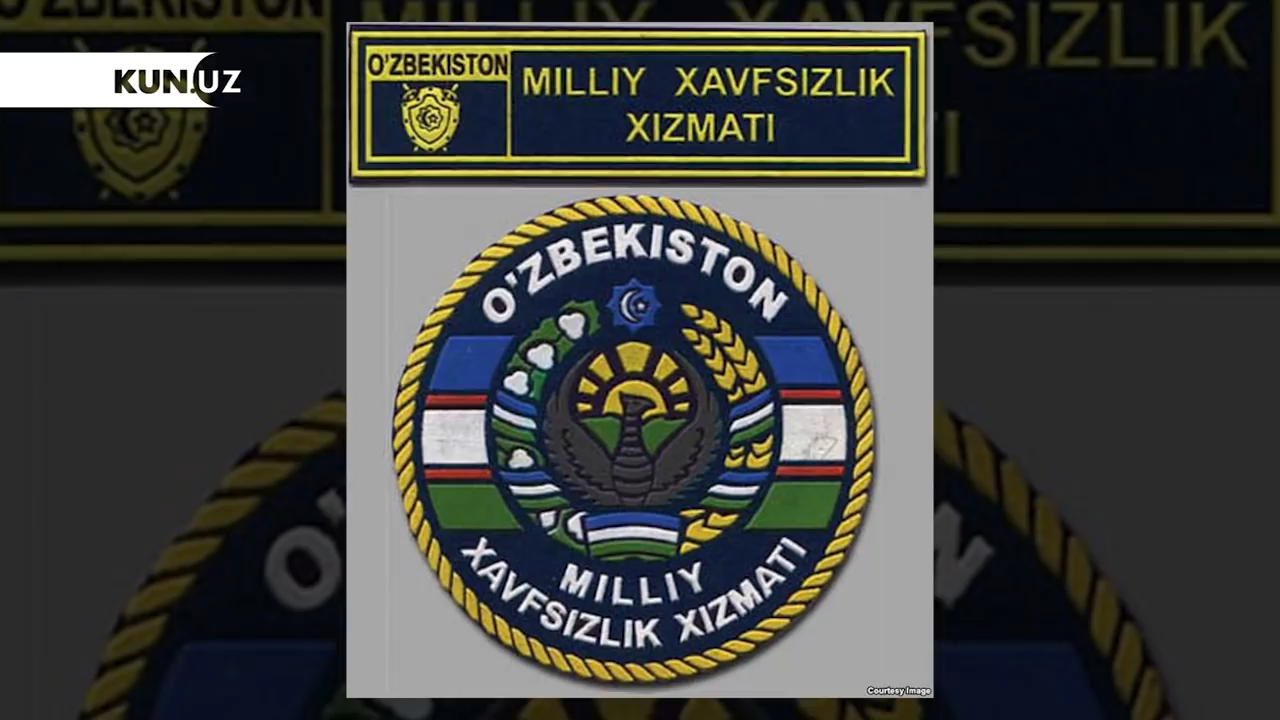 KUN.UZ
O'ZBEKISTON
MILLIY XAVFSIZLIK
XIZMATI
O'ZBEKISTON
MILLIY
XAVFSIZLIK XIZMATI
Courtesy Image